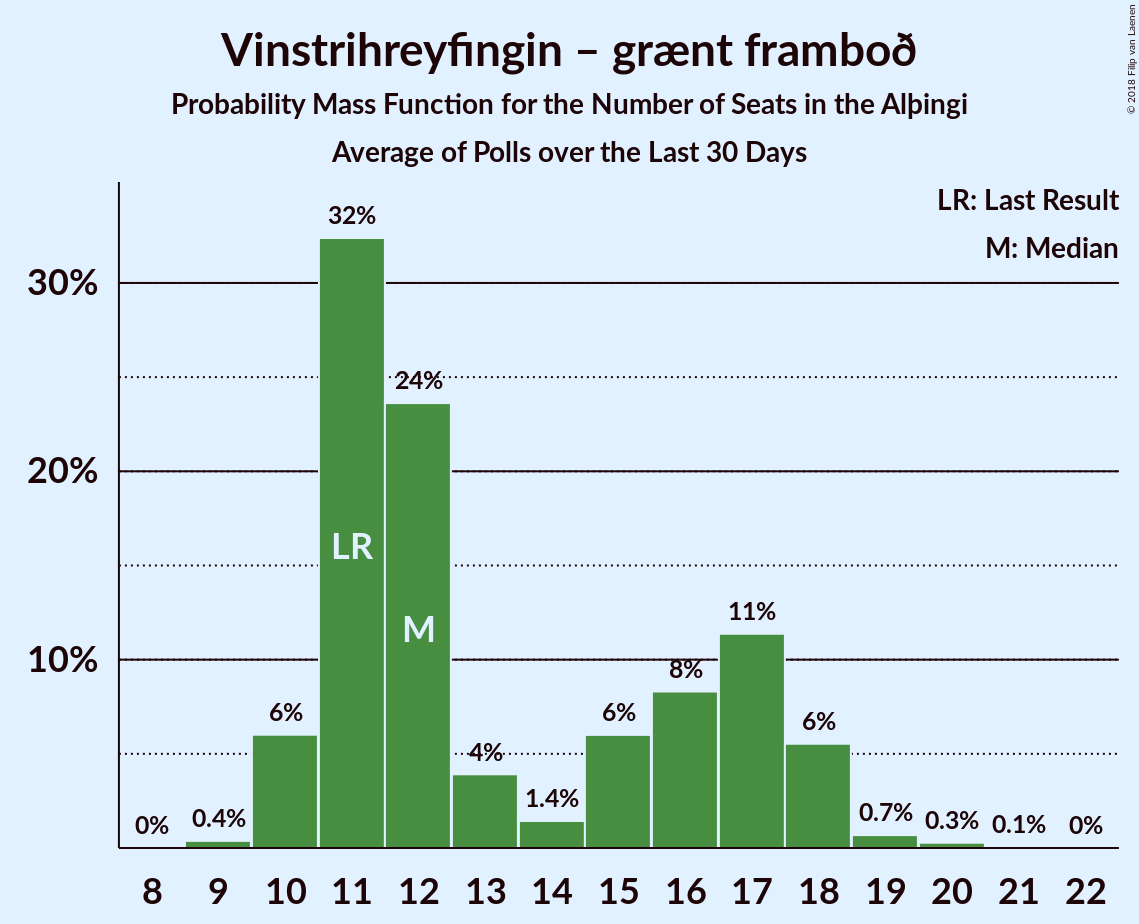 Vinstrihreyfingin – grænt framboð
Probability Mass Function for the Number of Seats in the Alþingi
Average of Polls over the Last 30 Days
© 2018 Filip van Laenen
LR: Last Result
M: Median
30%
20%
10%
0%
0.4%
6%
32%
24%
4%
1.4%
6%
8%
11%
6%
0.7%
0.3%
0.1%
0%
LR
M
8 9 10 11 12 13 14 15 16 17 18 19 20 21 22